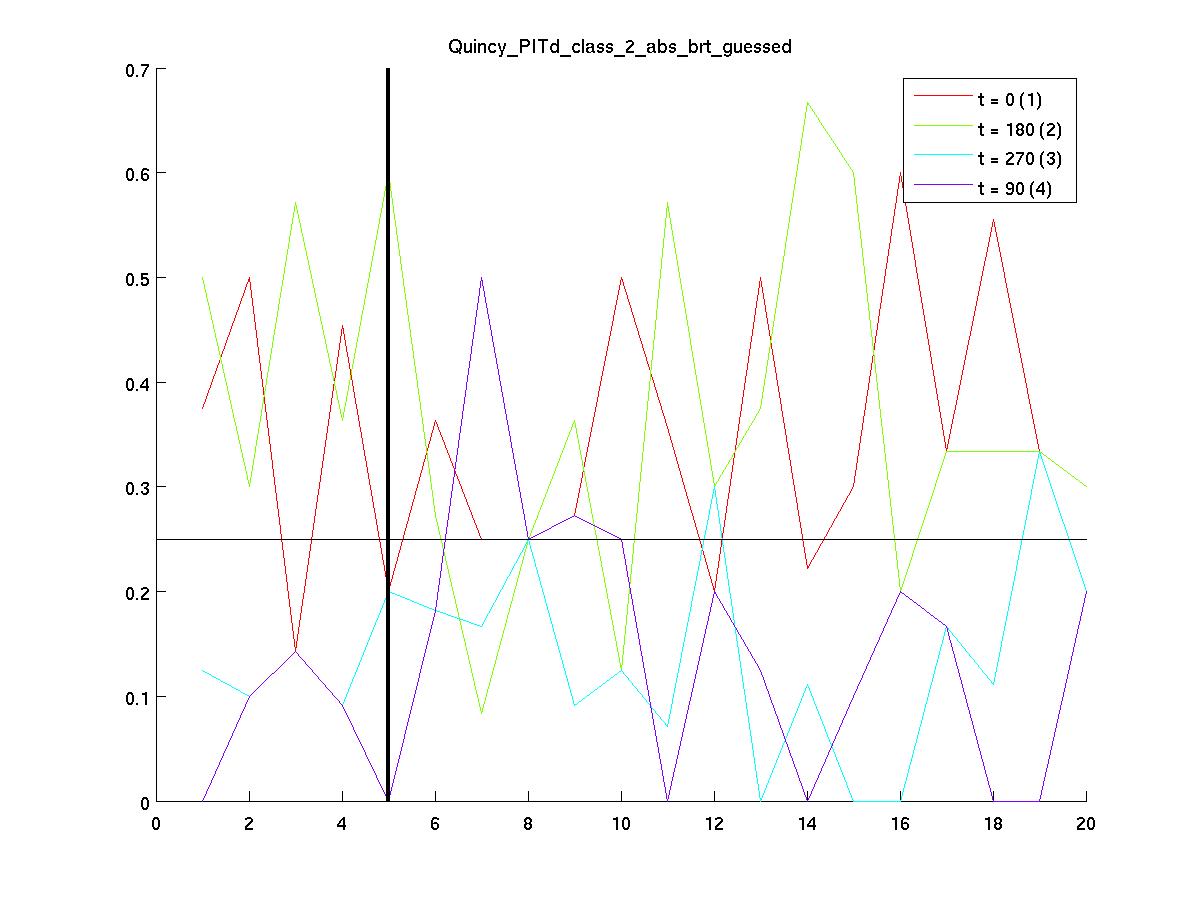 Quincy_PITd_class_2_abs_brt_guessed
0.7
0.6
0.5
0.4
0.3
0.2
0.1
0
t = 0 (1)
t = 180 (2)
t = 270 (3)
t = 90 (4)
0 2 4 6 8 10 12 14 16 18 20